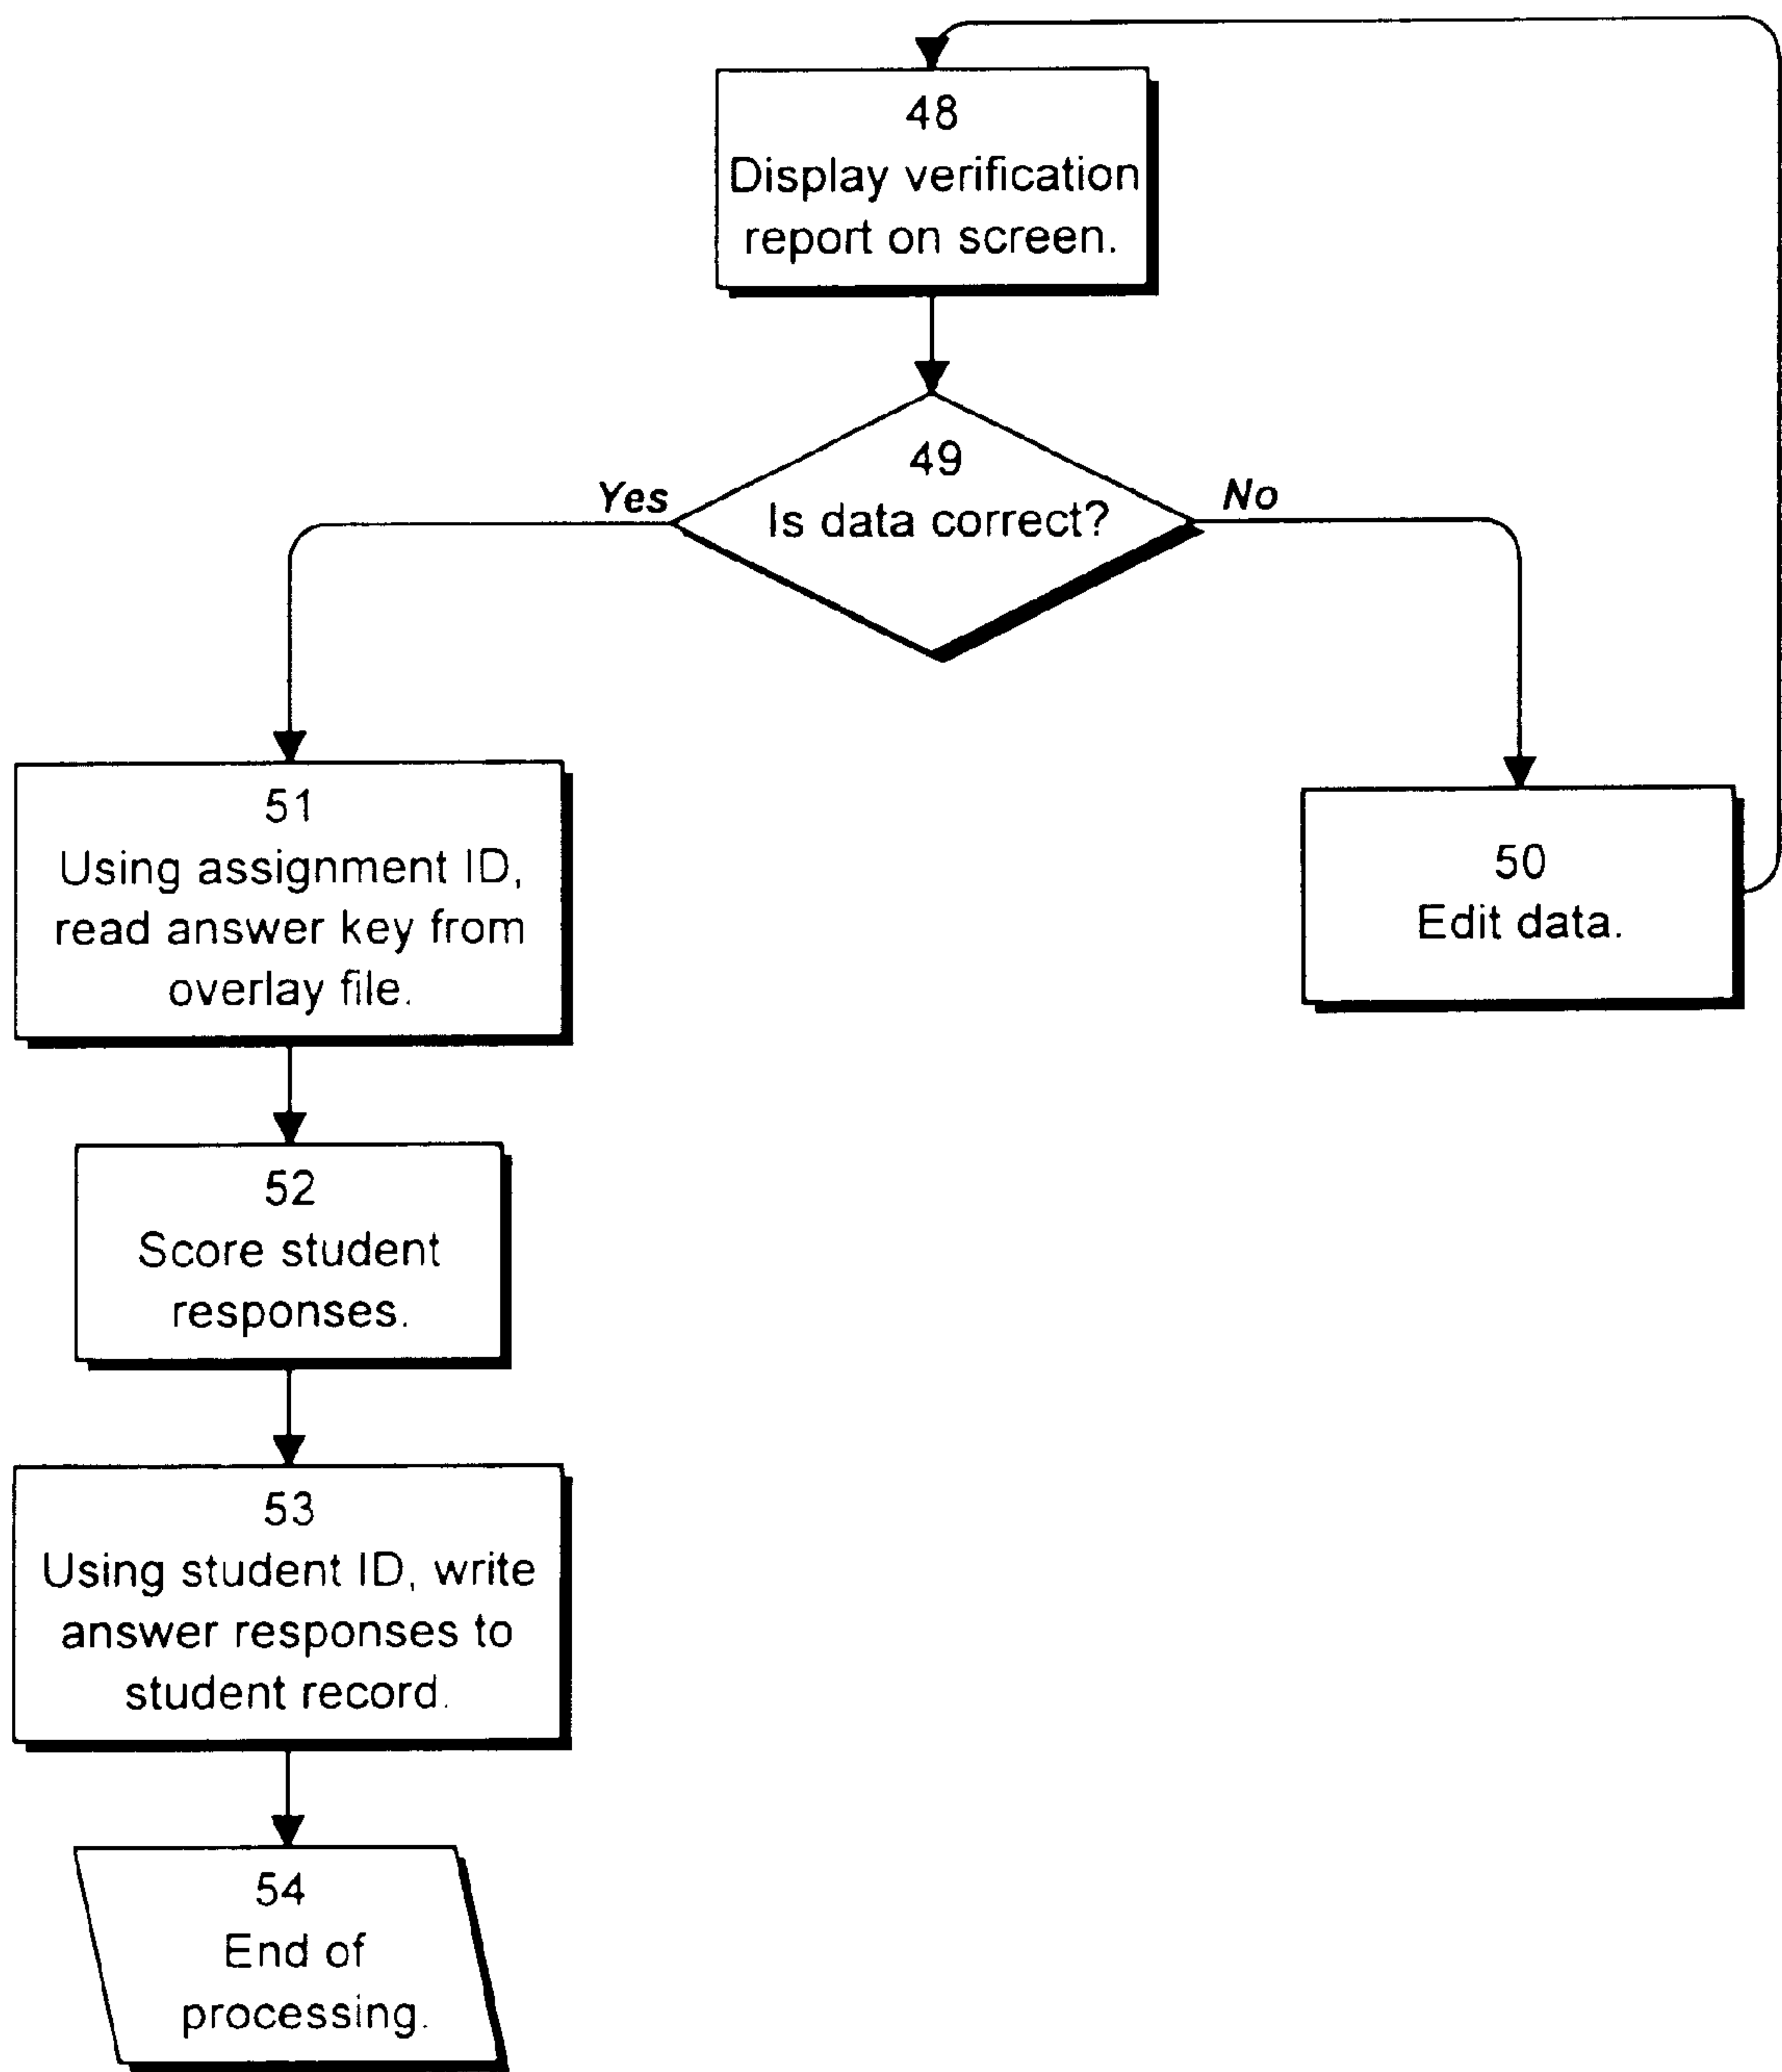 48
Display verification
report on screen.
49
Is data correct?
Yes
No
51
Using assignment ID,
read answer key from
overlay file.
50
Edit data.
52
Score student
responses.
53
Using student ID, write
answer responses to
student record.
54
End of
processing.